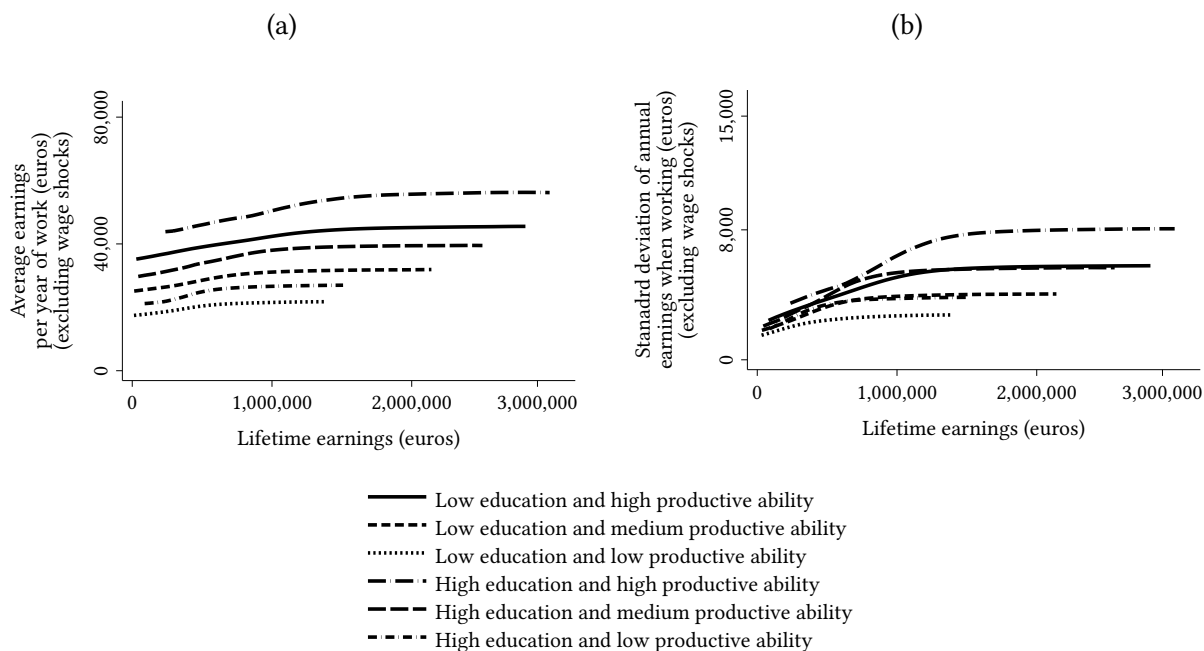 (a)
(b)
Average earnings
per year of work (euros)
(excluding wage shocks)
80,000
40,000
0
0
1,000,000
2,000,000
3,000,000
Lifetime earnings (euros)
Stanadrd deviation of annual
earnings when working (euros)
(excluding wage shocks)
15,000
8,000
0
0
1,000,000
2,000,000
3,000,000
Lifetime earnings (euros)
Low education and high productive ability
Low education and medium productive ability
Low education and low productive ability
High education and high productive ability
High education and medium productive ability
High education and low productive ability